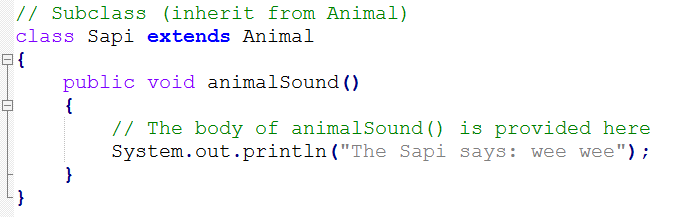 // Subclass (inherit from Animal)
class Sapi extends Animal
{
    public void animalSound()
    {
        // The body of animalSound() is provided here
        System.out.println("The Sapi says: wee wee");
    }
}